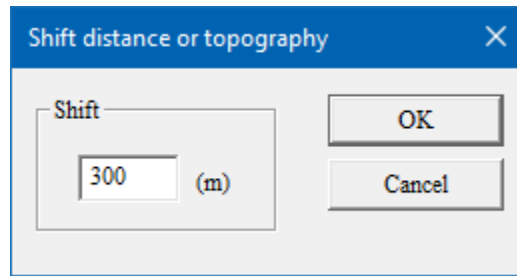 Shift distance or topography
Shift
OK
300 (m)
Cancel